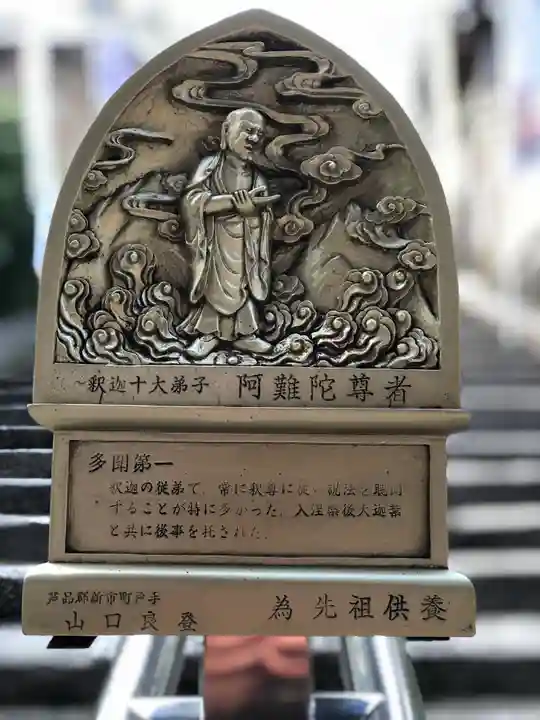 〜釈迦十大弟子 阿難陀尊者
多聞第一
釈迦の従弟で、常に釈尊に従い説法を聴聞
することが特に多かった。入涅槃後大迦葉
と共に後事を托された。
芦品郡新市町戸手
山口良登
為先祖供養